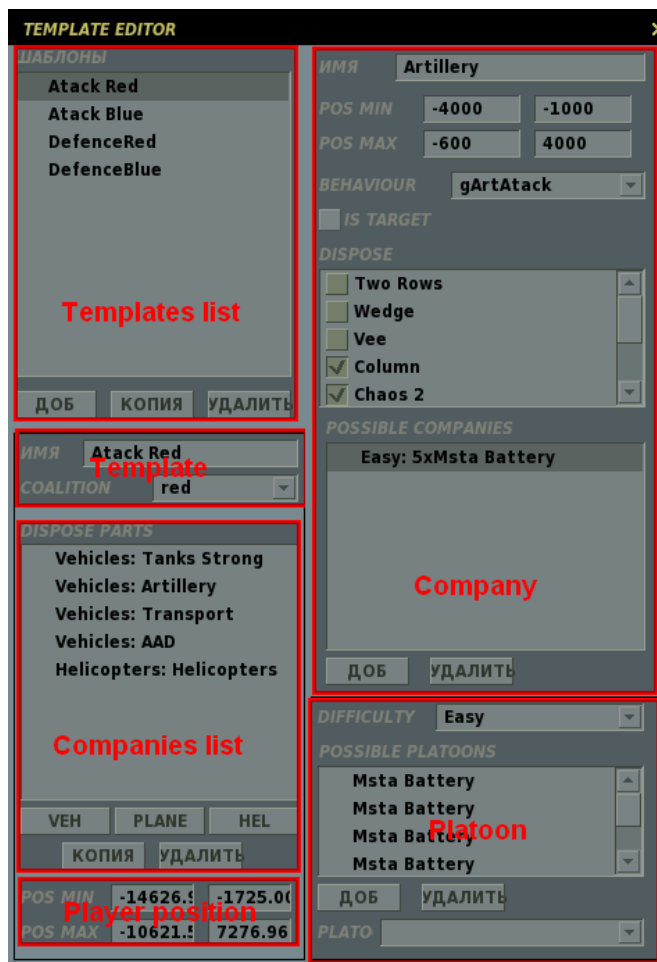 TEMPLATE EDITOR
ШАБЛОНЫ
Atack Red
Atack Blue
DefenceRed
DefenceBlue
Templates list
ДОБ КОПИЯ УДАЛИТЬ
ИМЯ Atack Red
Template
COALITION red
DISPOSE PARTS
Vehicles: Tanks Strong
Vehicles: Artillery
Vehicles: Transport
Vehicles: AAD
Helicopters: Helicopters
Companies list
VEH PLANE HEL
КОПИЯ УДАЛИТЬ
POS MIN -14626.9 -1725.00
Player position
POS MAX -10621.5 7276.96
ИМЯ Artillery
POS MIN -4000 -1000
POS MAX -600 4000
BEHAVIOUR gArtAtack
IS TARGET
DISPOSE
Two Rows
Wedge
Vee
Column
Chaos 2
POSSIBLE COMPANIES
Easy: 5xMsta Battery
Company
ДОБ УДАЛИТЬ
DIFFICULTY Easy
POSSIBLE PLATOONS
Msta Battery
Msta Battery
Msta Battery
Platoon
Msta Battery
ДОБ УДАЛИТЬ
PLATO